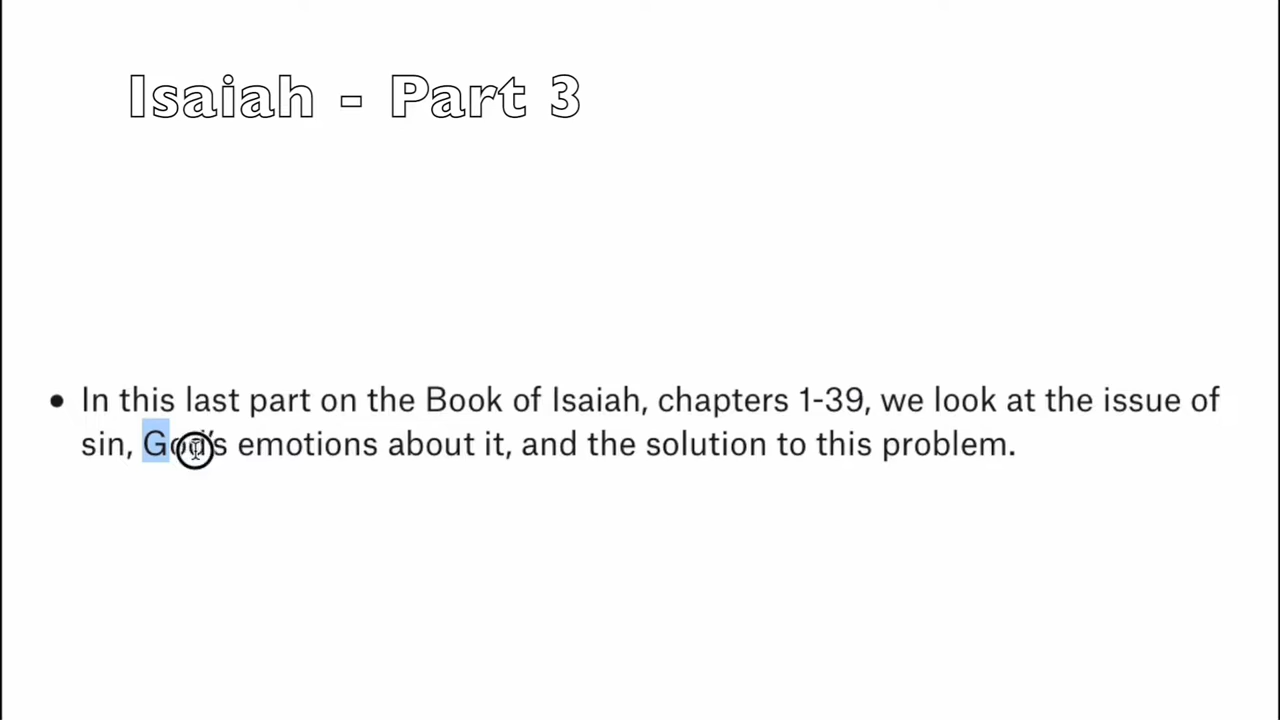 Isaiah - Part 3
• In this last part on the Book of Isaiah, chapters 1-39, we look at the issue of
sin, God's emotions about it, and the solution to this problem.